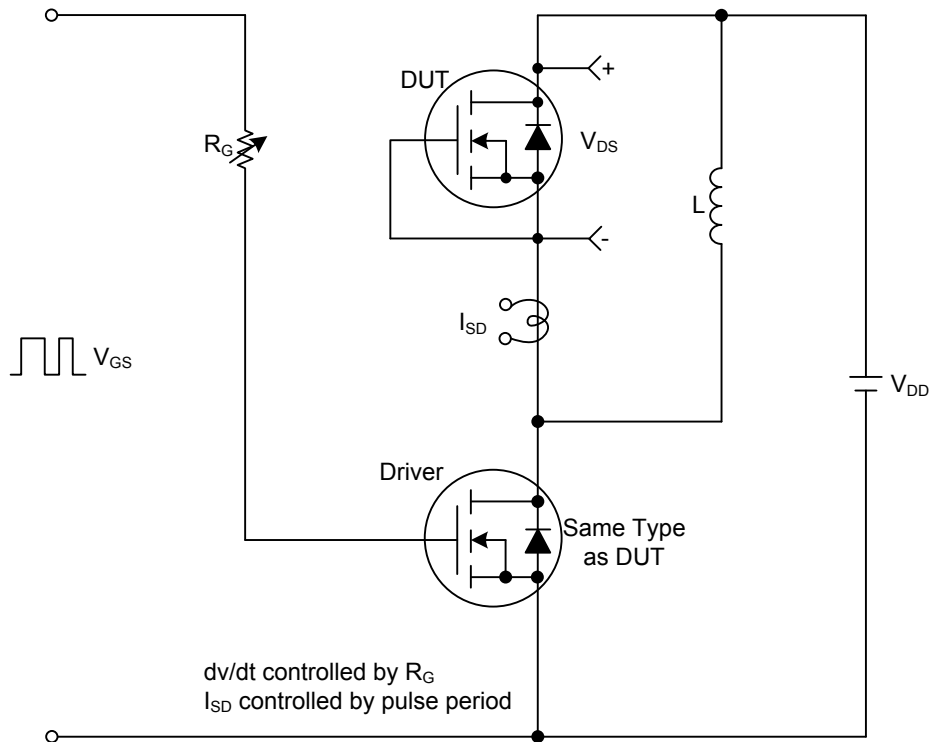 DUT
+
R_G
V_DS
L
-
I_SD
V_GS
V_DD
Driver
Same Type
as DUT
dv/dt controlled by R_G
I_SD controlled by pulse period